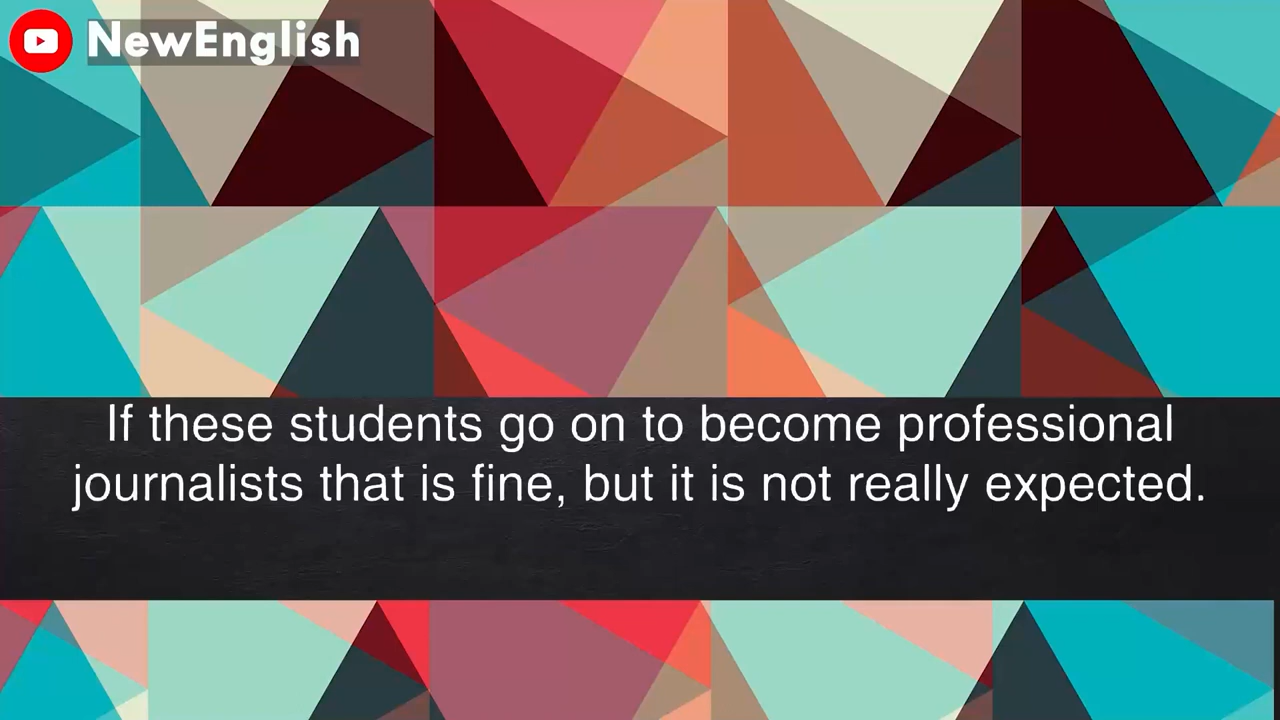 NewEnglish
If these students go on to become professional
journalists that is fine, but it is not really expected.